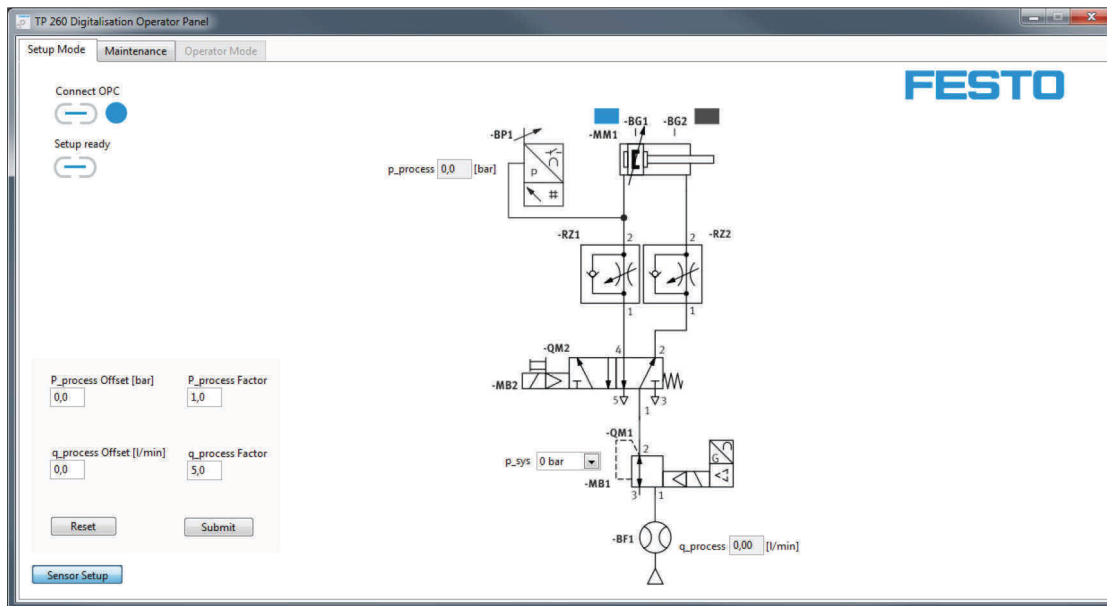 TP 260 Digitalisation Operator Panel
Setup Mode Maintenance Operator Mode
FESTO
Connect OPC
Setup ready
-BG1 -BG2
-BP1 -MM1
p
#
p_process 0,0 [bar]
-RZ1 2 2 -RZ2
1 1
-QM2 4 2
-MB2
5 3
1
P_process Offset [bar] P_process Factor
0,0 1,0
q_process Offset [l/min] q_process Factor
0,0 5,0
Reset Submit
Sensor Setup
-QM1
2
G
p_sys 0 bar
-MB1
3 1
-BF1
q_process 0,00 [l/min]